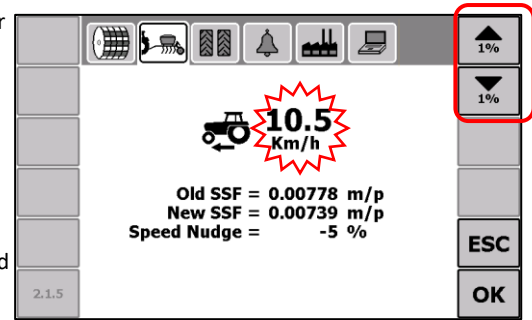 r
1%
1%
10.5
Km/h
Old SSF = 0.00778 m/p
New SSF = 0.00739 m/p
Speed Nudge = -5 %
ESC
d
2.1.5
OK